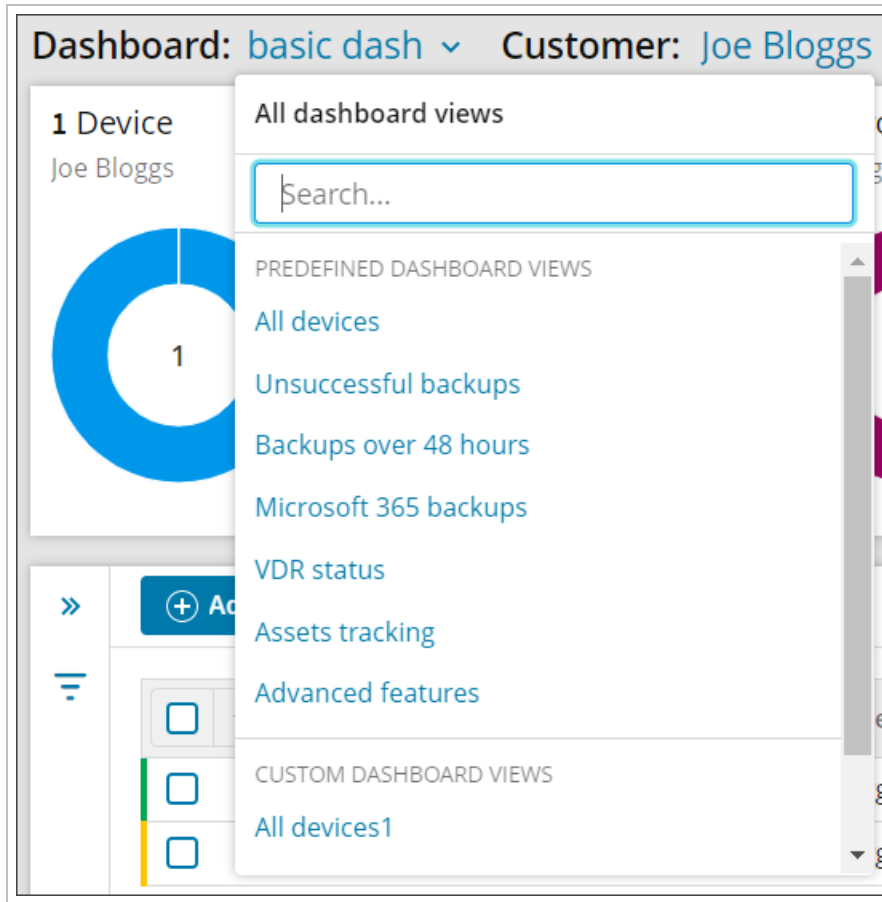 Dashboard: basic dash Customer: Joe Bloggs
1 Device
Joe Bloggs
1
All dashboard views
Search...
PREDEFINED DASHBOARD VIEWS
All devices
Unsuccessful backups
Backups over 48 hours
Microsoft 365 backups
VDR status
Assets tracking
Advanced features
CUSTOM DASHBOARD VIEWS
All devices1